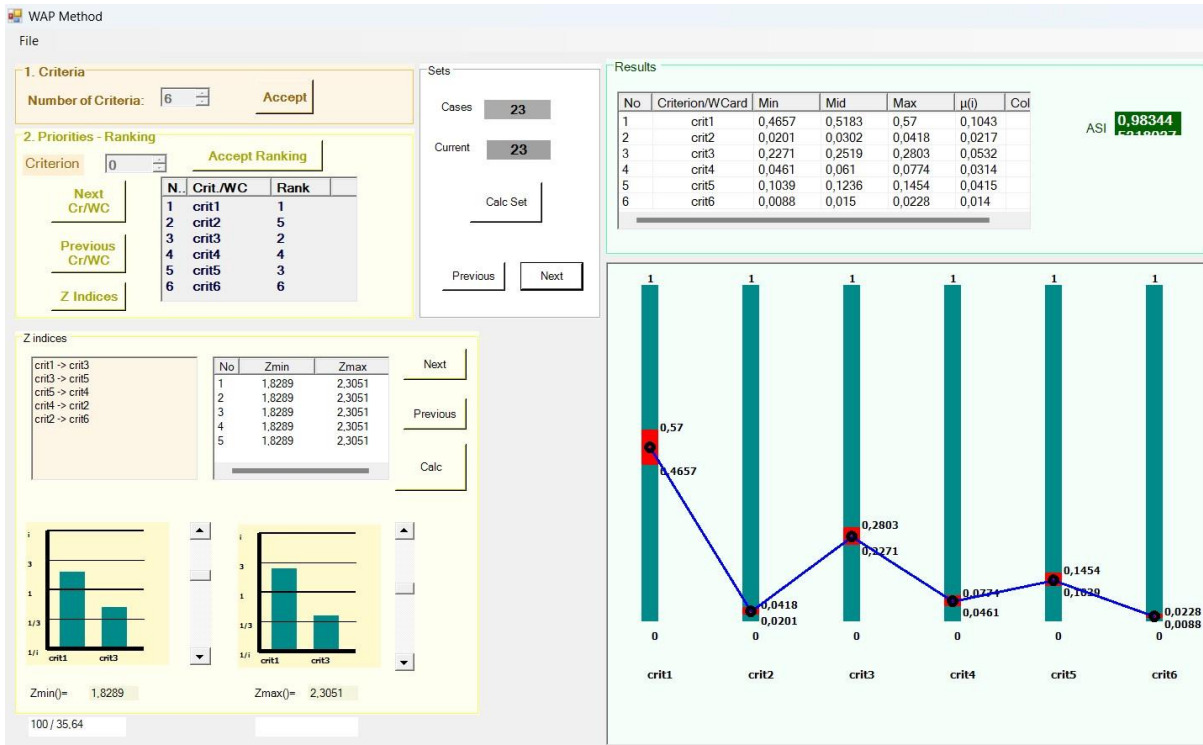 WAP Method
File
1. Criteria
Number of Criteria: 6 Accept
2. Priorities - Ranking
Criterion 0 Accept Ranking
Next Cr/WC
Previous Cr/WC
Z Indices
N.. Crit./WC Rank
1 crit1 1
2 crit2 5
3 crit3 2
4 crit4 4
5 crit5 3
6 crit6 6
Sets
Cases 23
Current 23
Calc Set
Previous Next
Results
No Criterion/WCard Min Mid Max μ(i) Col
1 crit1 0,4657 0,5183 0,57 0,1043
2 crit2 0,0201 0,0302 0,0418 0,0217
3 crit3 0,2271 0,2519 0,2803 0,0532
4 crit4 0,0461 0,061 0,0774 0,0314
5 crit5 0,1039 0,1236 0,1454 0,0415
6 crit6 0,0088 0,015 0,0228 0,014
ASI 0,98344
Z indices
crit1 -> crit3
crit3 -> crit5
crit5 -> crit4
crit4 -> crit2
crit2 -> crit6
No Zmin Zmax
1 1,8289 2,3051
2 1,8289 2,3051
3 1,8289 2,3051
4 1,8289 2,3051
5 1,8289 2,3051
Next
Previous
Calc
i
3
1
1/3
1/i
crit1 crit3
i
3
1
1/3
1/i
crit1 crit3
Zmin()= 1,8289
Zmax()= 2,3051
100 / 35,64
1 1 1 1 1 1
0,57
0,4657
0,2803
0,2271
0,1454
0,1039
0,0774
0,0461
0,0418
0,0201
0,0228
0,0088
0 0 0 0 0 0
crit1 crit2 crit3 crit4 crit5 crit6